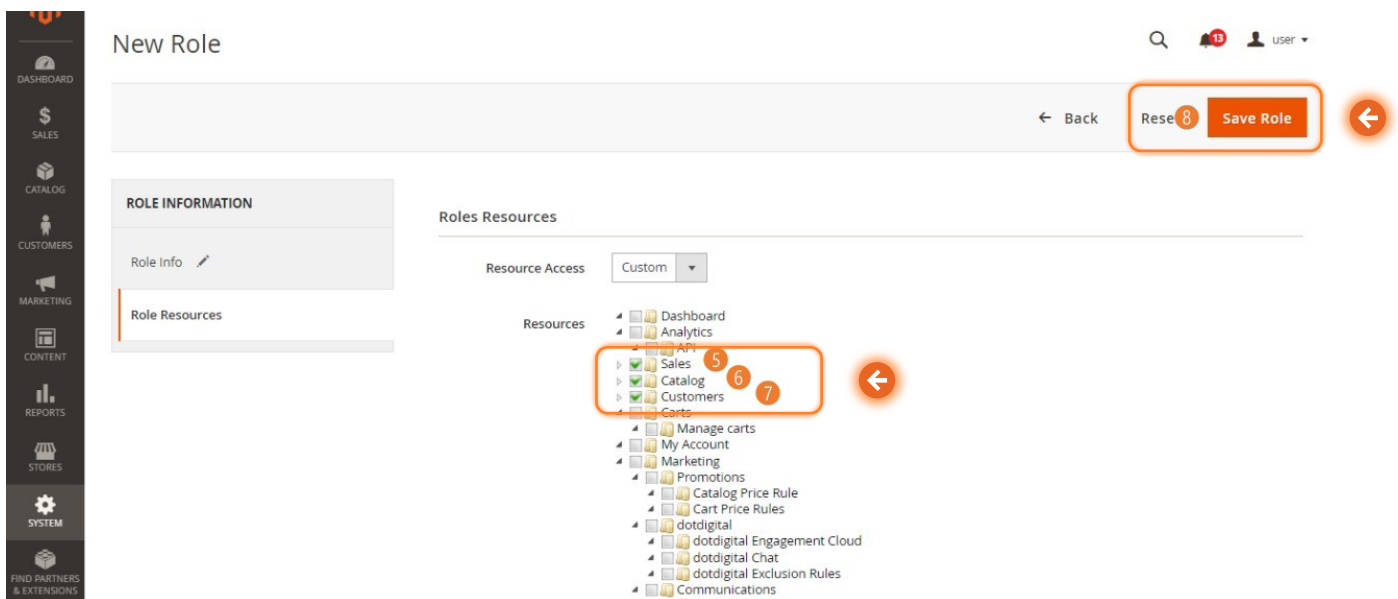 New Role
13
user
DASHBOARD
SALES
CATALOG
CUSTOMERS
MARKETING
CONTENT
REPORTS
STORES
SYSTEM
FIND PARTNERS
& EXTENSIONS
Back
Rese
8
Save Role
ROLE INFORMATION
Role Info
Role Resources
Roles Resources
Resource Access
Custom
Resources
Dashboard
Analytics
API
Sales 5
Catalog 6
Customers 7
Carts
Manage carts
My Account
Marketing
Promotions
Catalog Price Rule
Cart Price Rules
dotdigital
dotdigital Engagement Cloud
dotdigital Chat
dotdigital Exclusion Rules
Communications